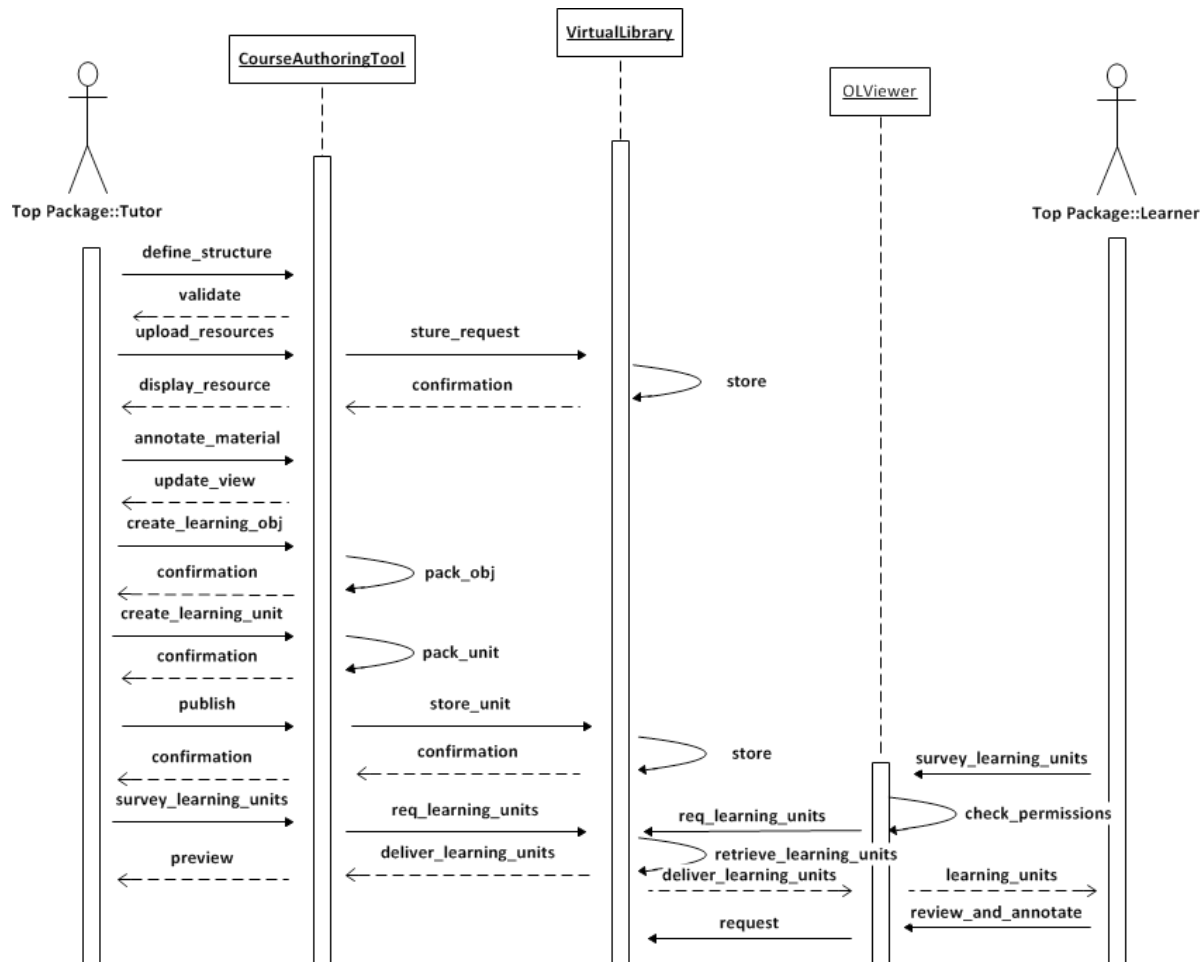 VirtualLibrary
CourseAuthoringTool
OLViewer
Top Package::Tutor
Top Package::Learner
define_structure
validate
upload_resources
sture_request
display_resource
confirmation
store
annotate_material
update_view
create_learning_obj
confirmation
pack_obj
create_learning_unit
confirmation
pack_unit
publish
store_unit
confirmation
confirmation
store
survey_learning_units
survey_learning_units
req_learning_units
req_learning_units
check_permissions
preview
deliver_learning_units
retrieve_learning_units
deliver_learning_units
learning_units
review_and_annotate
request